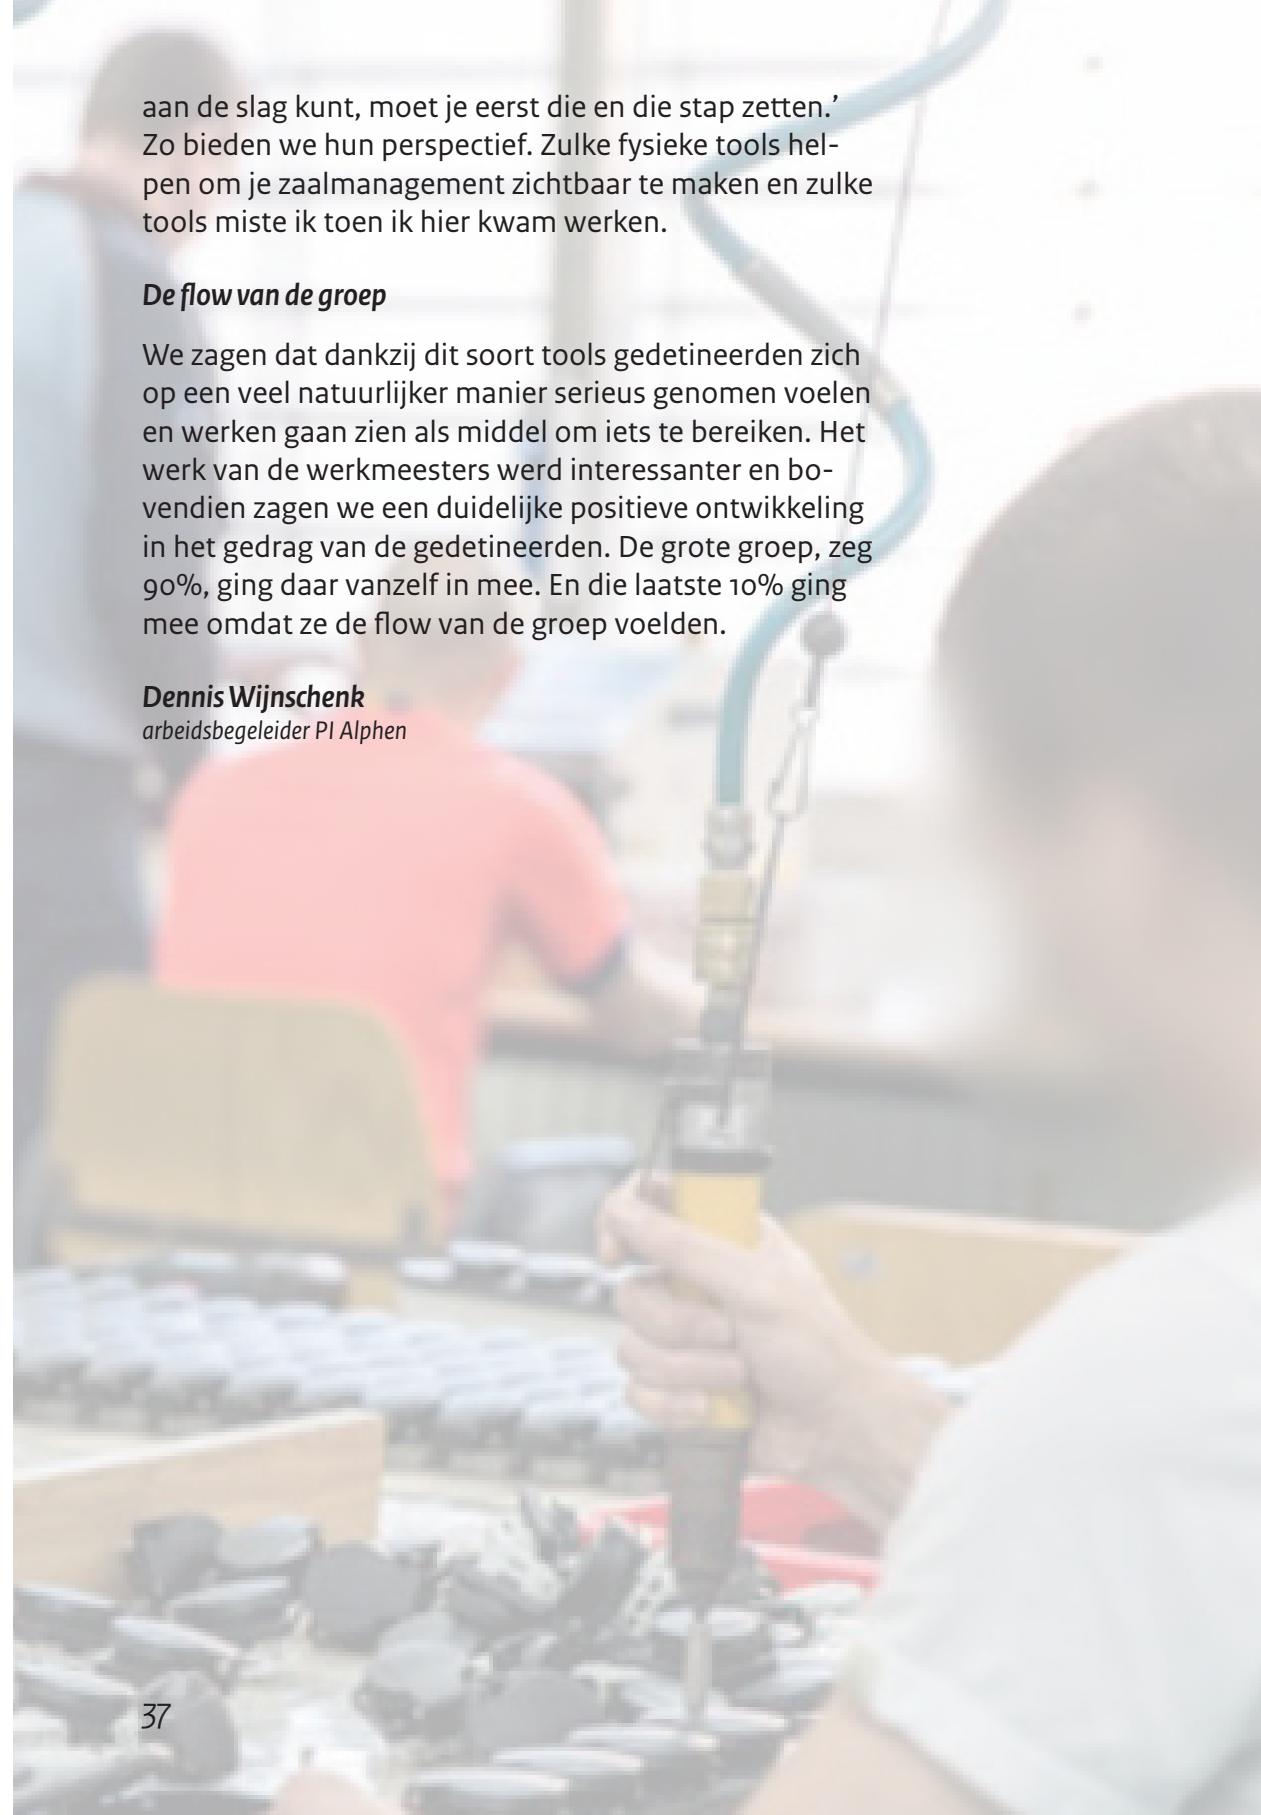 aan de slag kunt, moet je eerst die en die stap zetten.’
Zo bieden we hun perspectief. Zulke fysieke tools hel-
pen om je zaalmanagement zichtbaar te maken en zulke
tools miste ik toen ik hier kwam werken.
De flow van de groep
We zagen dat dankzij dit soort tools gedetineerden zich
op een veel natuurlijker manier serieus genomen voelen
en werken gaan zien als middel om iets te bereiken. Het
werk van de werkmeesters werd interessanter en bo-
vendien zagen we een duidelijke positieve ontwikkeling
in het gedrag van de gedetineerden. De grote groep, zeg
90%, ging daar vanzelf in mee. En die laatste 10% ging
mee omdat ze de flow van de groep voelden.
Dennis Wijnschenk
arbeidsbegeleider PI Alphen
37